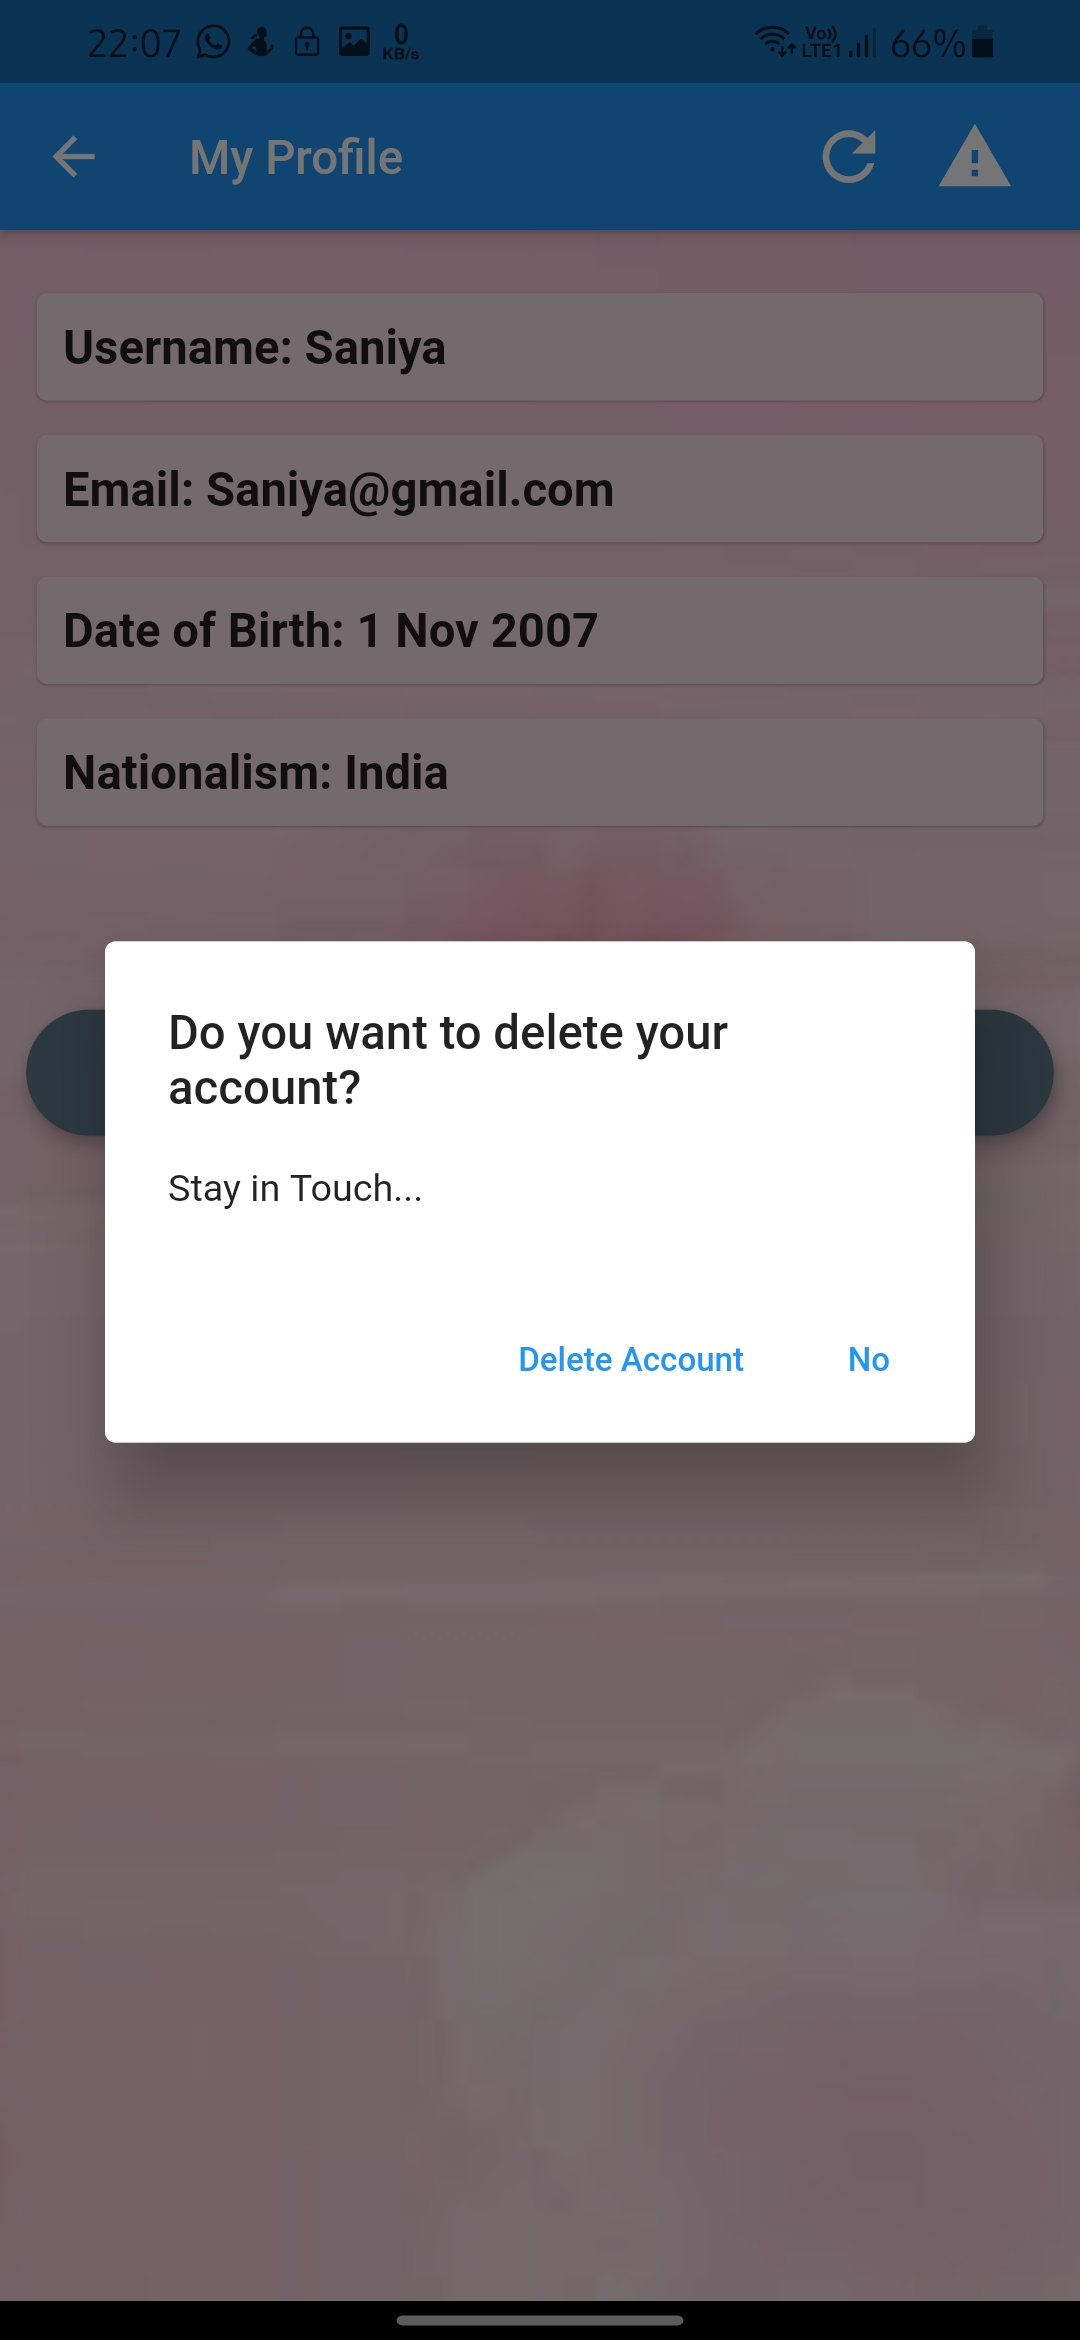 22:07 0 KB/s Vo)) LTE1 66%
My Profile
Username: Saniya
Email: Saniya@gmail.com
Date of Birth: 1 Nov 2007
Nationalism: India
Do you want to delete your
account?
Stay in Touch...
Delete Account No